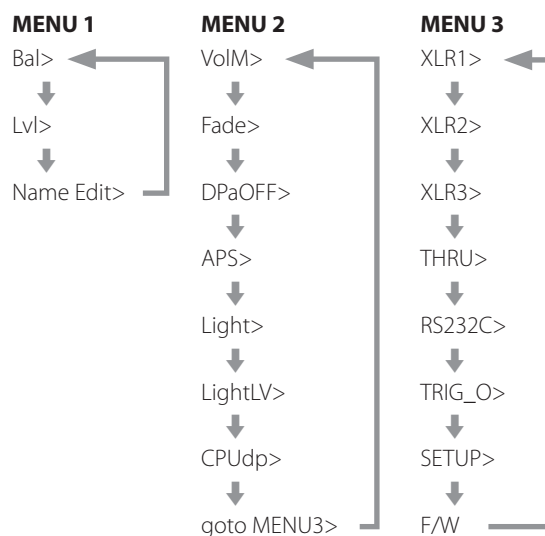 MENU 1
Bal>
Lvl>
Name Edit>
MENU 2
VolM>
Fade>
DPaOFF>
APS>
Light>
LightLV>
CPUdp>
goto MENU3>
MENU 3
XLR1>
XLR2>
XLR3>
THRU>
RS232C>
TRIG_O>
SETUP>
F/W